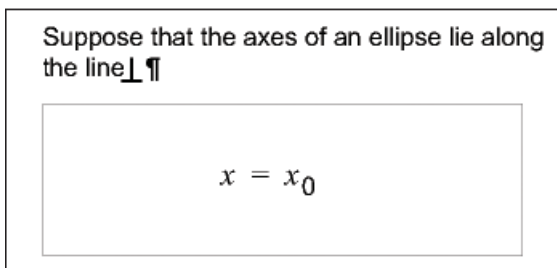 Suppose that the axes of an ellipse lie along
the line⊥¶
x = x₀